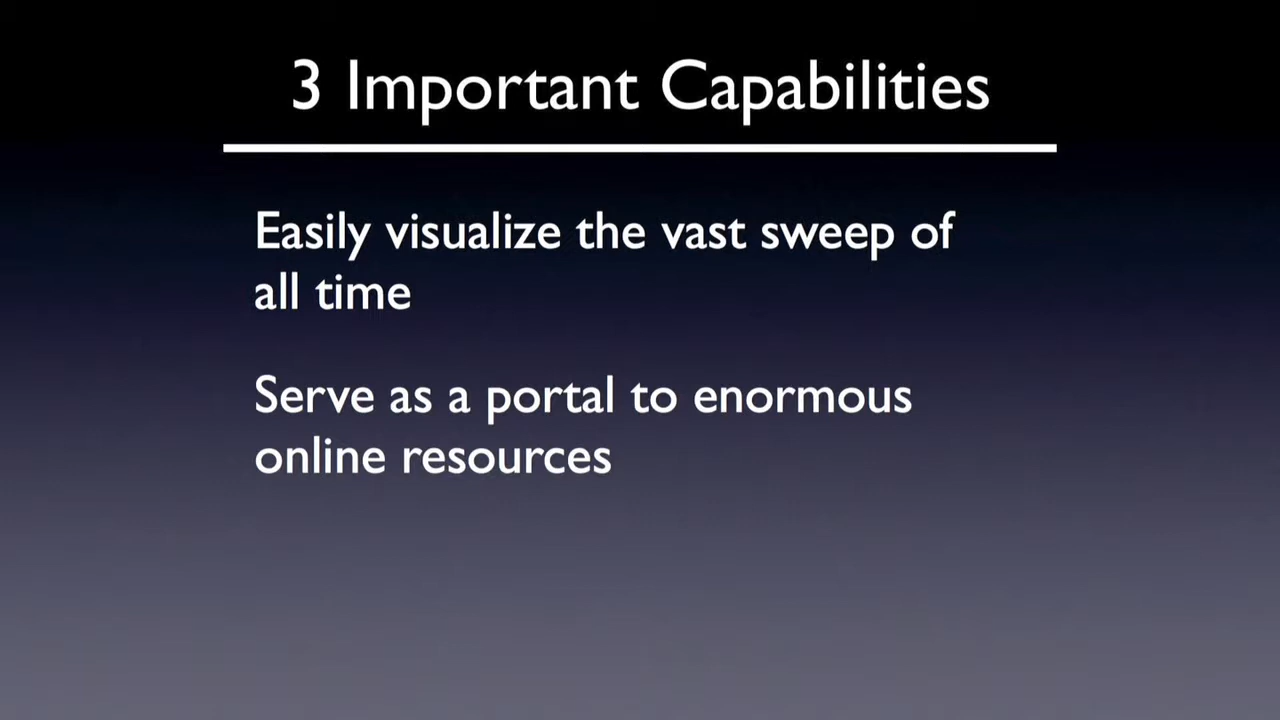 3 Important Capabilities
Easily visualize the vast sweep of
all time
Serve as a portal to enormous
online resources